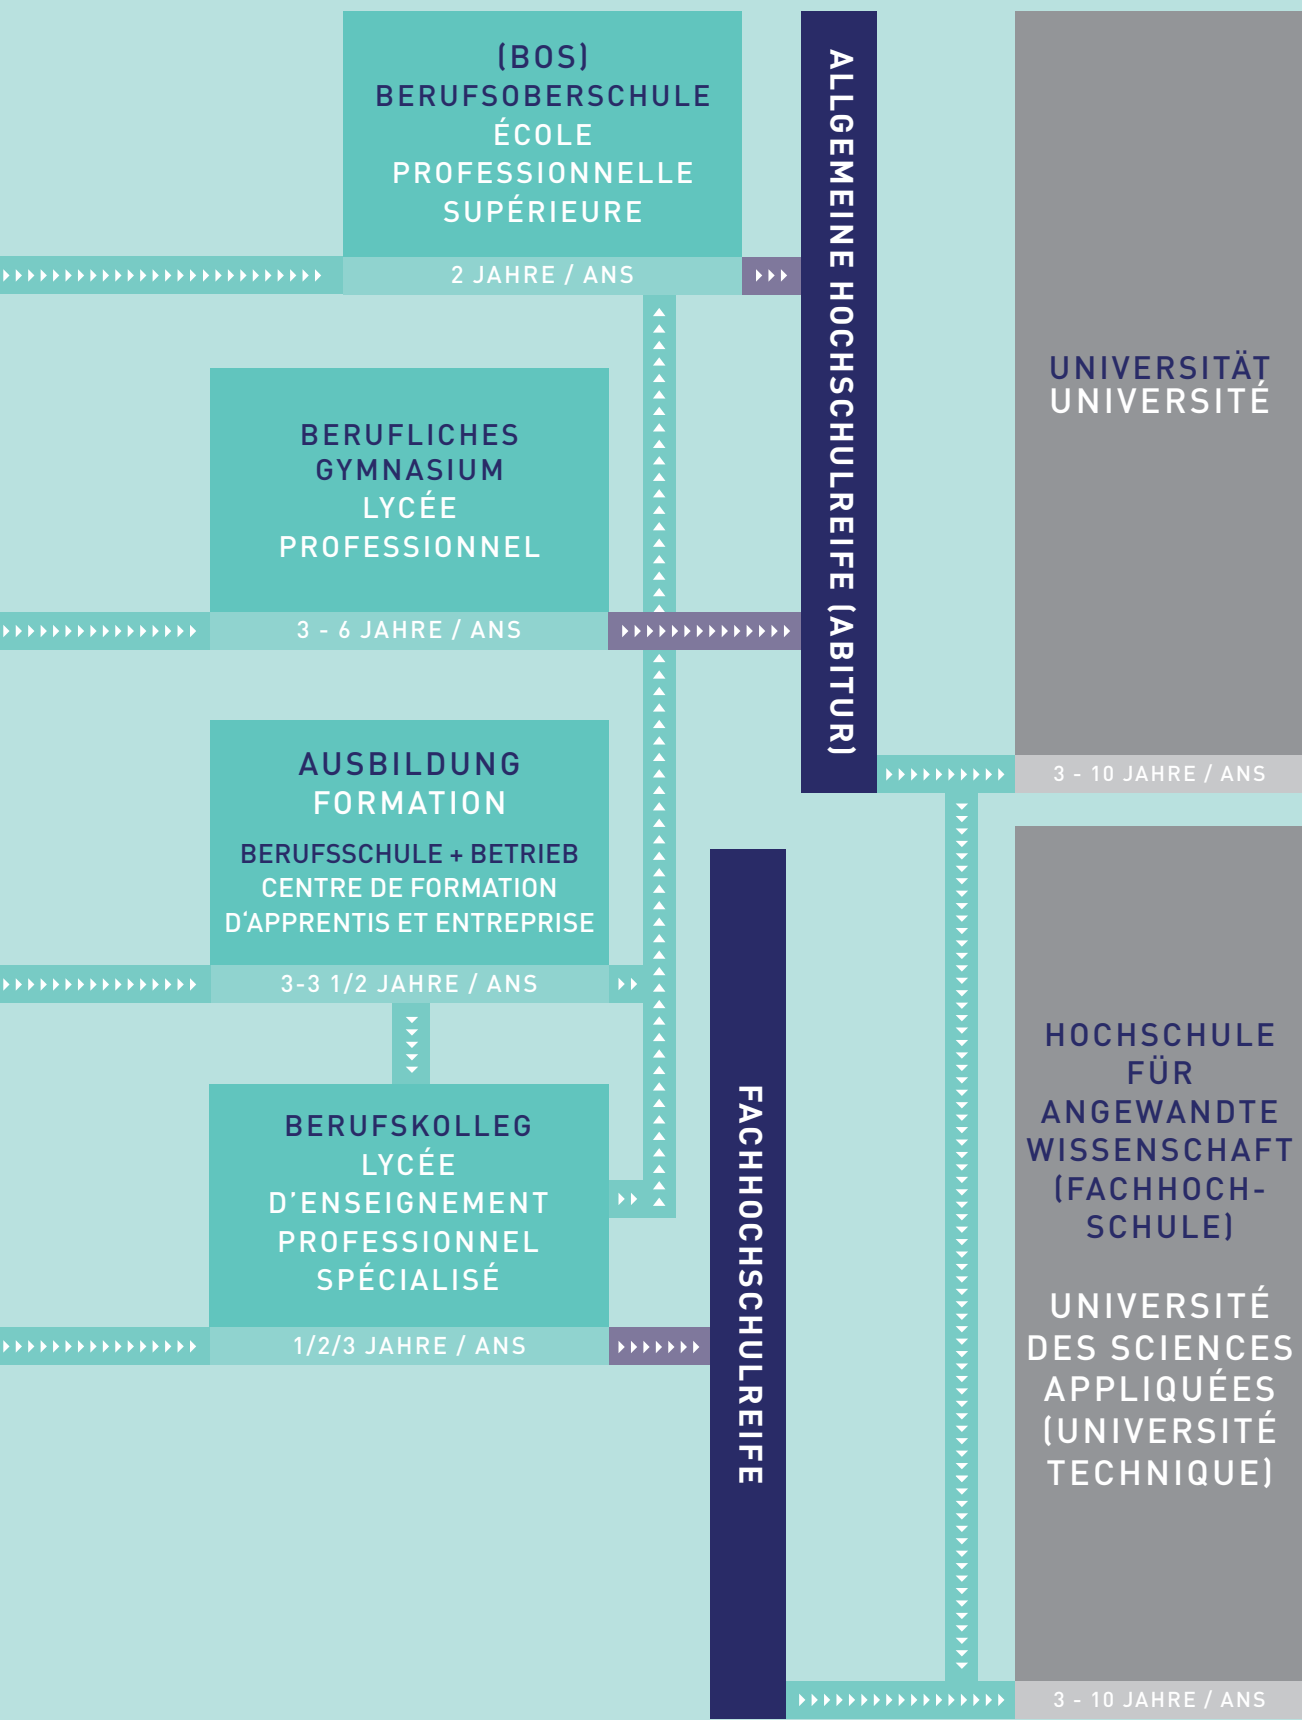 (BOS)
BERUFSOBERSCHULE
ÉCOLE
PROFESSIONNELLE
SUPÉRIEURE
2 JAHRE / ANS
BERUFLICHES
GYMNASIUM
LYCÉE
PROFESSIONNEL
3 - 6 JAHRE / ANS
AUSBILDUNG
FORMATION
BERUFSSCHULE + BETRIEB
CENTRE DE FORMATION
D‘APPRENTIS ET ENTREPRISE
3-3 1/2 JAHRE / ANS
BERUFSKOLLEG
LYCÉE
D’ENSEIGNEMENT
PROFESSIONNEL
SPÉCIALISÉ
1/2/3 JAHRE / ANS
ALLGEMEINE HOCHSCHULREIFE (ABITUR)
FACHHOCHSCHULREIFE
UNIVERSITÄT
UNIVERSITÉ
3 - 10 JAHRE / ANS
HOCHSCHULE
FÜR
ANGEWANDTE
WISSENSCHAFT
(FACHHOCH-
SCHULE)
UNIVERSITÉ
DES SCIENCES
APPLIQUÉES
(UNIVERSITÉ
TECHNIQUE)
3 - 10 JAHRE / ANS